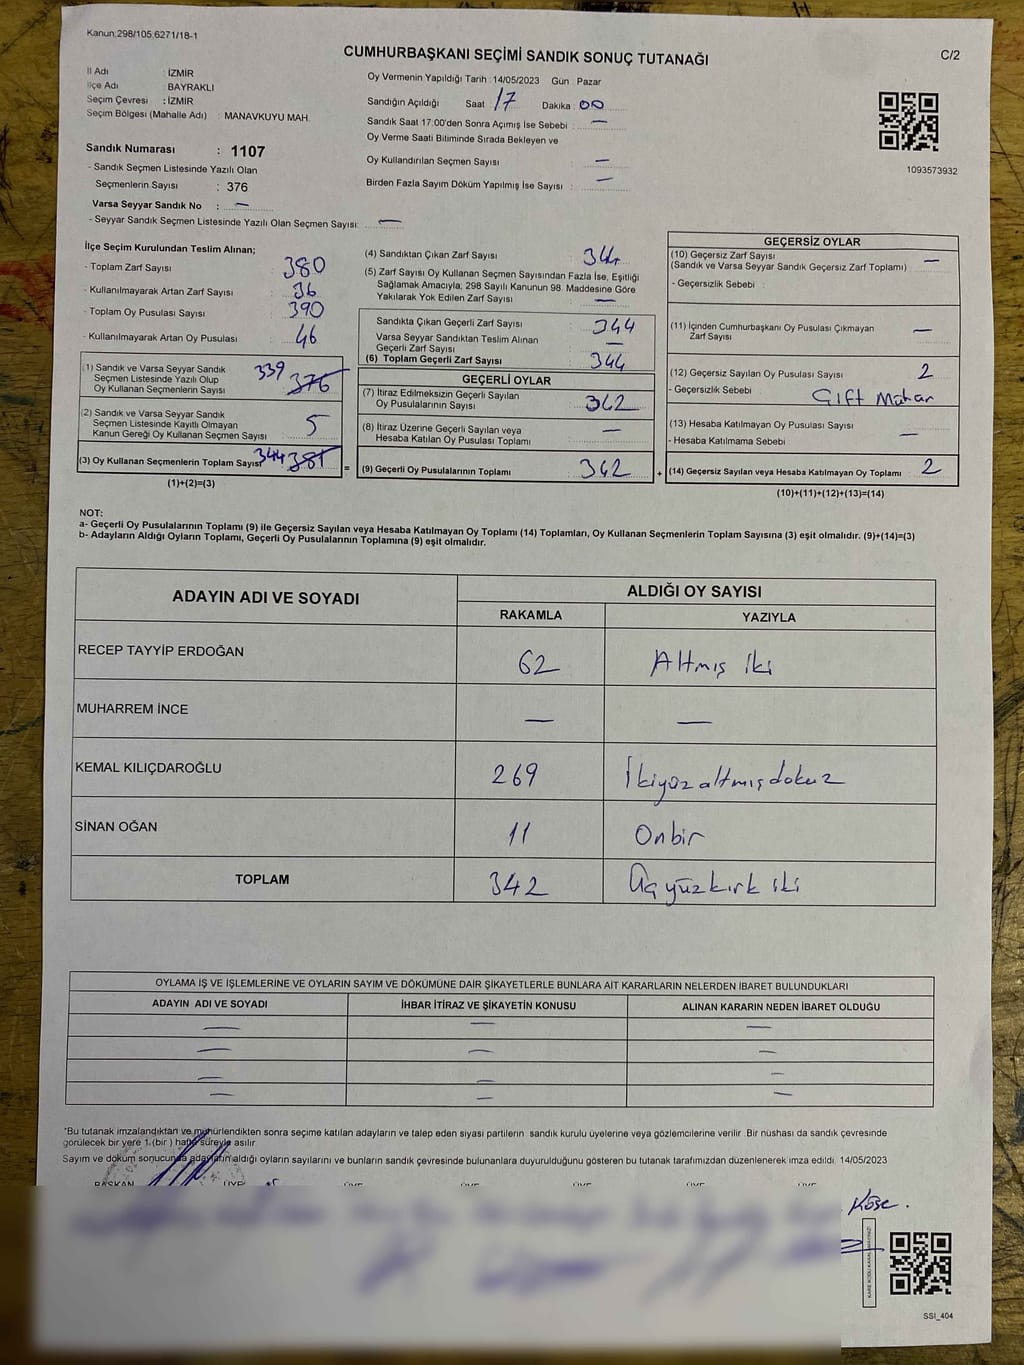 Kanun;298/105;6271/18-1
CUMHURBAŞKANI SEÇİMİ SANDIK SONUÇ TUTANAĞI
C/2
İl Adı : İZMİR
İlçe Adı : BAYRAKLI
Seçim Çevresi : İZMİR
Seçim Bölgesi (Mahalle Adı) : MANAVKUYU MAH.
Sandık Numarası : 1107
- Sandık Seçmen Listesinde Yazılı Olan
Seçmenlerin Sayısı : 376
Varsa Seyyar Sandık No : —
- Seyyar Sandık Seçmen Listesinde Yazılı Olan Seçmen Sayısı: —
Oy Vermenin Yapıldığı Tarih : 14/05/2023 Gün : Pazar
Sandığın Açıldığı Saat 17 Dakika 00
Sandık Saat 17:00'den Sonra Açımış İse Sebebi : —
Oy Verme Saati Bitiminde Sırada Bekleyen ve
Oy Kullandırılan Seçmen Sayısı : —
Birden Fazla Sayım Döküm Yapılmış İse Sayısı : —
1093573932
İlçe Seçim Kurulundan Teslim Alınan;
- Toplam Zarf Sayısı : 380
- Kullanılmayarak Artan Zarf Sayısı : 36
- Toplam Oy Pusulası Sayısı : 390
- Kullanılmayarak Artan Oy Pusulası : 46
(1) Sandık ve Varsa Seyyar Sandık
Seçmen Listesinde Yazılı Olup
Oy Kullanan Seçmenlerin Sayısı : 339 376
(2) Sandık ve Varsa Seyyar Sandık
Seçmen Listesinde Kayıtlı Olmayan
Kanun Gereği Oy Kullanan Seçmen Sayısı : 5
(3) Oy Kullanan Seçmenlerin Toplam Sayısı 344 381
(1)+(2)=(3)
=
(4) Sandıktan Çıkan Zarf Sayısı : 344
(5) Zarf Sayısı Oy Kullanan Seçmen Sayısından Fazla İse, Eşitliği
Sağlamak Amacıyla, 298 Sayılı Kanunun 98. Maddesine Göre
Yakılarak Yok Edilen Zarf Sayısı : —
Sandıkta Çıkan Geçerli Zarf Sayısı : 344
Varsa Seyyar Sandıktan Teslim Alınan
Geçerli Zarf Sayısı : —
(6) Toplam Geçerli Zarf Sayısı : 344
GEÇERLİ OYLAR
(7) İtiraz Edilmeksizin Geçerli Sayılan
Oy Pusulalarının Sayısı : 342
(8) İtiraz Üzerine Geçerli Sayılan veya
Hesaba Katılan Oy Pusulası Toplamı : —
(9) Geçerli Oy Pusulalarının Toplamı : 342
+
GEÇERSİZ OYLAR
(10) Geçersiz Zarf Sayısı : —
(Sandık ve Varsa Seyyar Sandık Geçersiz Zarf Toplamı)
- Geçersizlik Sebebi :
(11) İçinden Cumhurbaşkanı Oy Pusulası Çıkmayan
Zarf Sayısı : —
(12) Geçersiz Sayılan Oy Pusulası Sayısı : 2
- Geçersizlik Sebebi : Çift Mühür
(13) Hesaba Katılmayan Oy Pusulası Sayısı : —
- Hesaba Katılmama Sebebi :
(14) Geçersiz Sayılan veya Hesaba Katılmayan Oy Toplamı : 2
(10)+(11)+(12)+(13)=(14)
NOT:
a- Geçerli Oy Pusulalarının Toplamı (9) ile Geçersiz Sayılan veya Hesaba Katılmayan Oy Toplamı (14) Toplamları, Oy Kullanan Seçmenlerin Toplam Sayısına (3) eşit olmalıdır. (9)+(14)=(3)
b- Adayların Aldığı Oyların Toplamı, Geçerli Oy Pusulalarının Toplamına (9) eşit olmalıdır.
ADAYIN ADI VE SOYADI
ALDIĞI OY SAYISI
RAKAMLA YAZIYLA
RECEP TAYYİP ERDOĞAN 62 Altmış iki
MUHARREM İNCE — —
KEMAL KILIÇDAROĞLU 269 İkiyüzaltmışdokuz
SİNAN OĞAN 11 Onbir
TOPLAM 342 Üçyüzkırk iki
OYLAMA İŞ VE İŞLEMLERİNE VE OYLARIN SAYIM VE DÖKÜMÜNE DAİR ŞİKAYETLERLE BUNLARA AİT KARARLARIN NELERDEN İBARET BULUNDUKLARI
ADAYIN ADI VE SOYADI İHBAR İTİRAZ VE ŞİKAYETİN KONUSU ALINAN KARARIN NEDEN İBARET OLDUĞU
— — —
— — —
— — —
— — —
*Bu tutanak imzalandıktan ve mühürlendikten sonra seçime katılan adayların ve talep eden siyasi partilerin sandık kurulu üyelerine veya gözlemcilerine verilir. Bir nüshası da sandık çevresinde
görülecek bir yere 1 (bir) hafta süreyle asılır
Sayım ve döküm sonucunda adayların aldığı oyların sayılarını ve bunların sandık çevresinde bulunanlara duyurulduğunu gösteren bu tutanak tarafımızdan düzenlenerek imza edildi. 14/05/2023
BAŞKAN ÜYE ÜYE ÜYE ÜYE ÜYE
Köse.
SSI_404